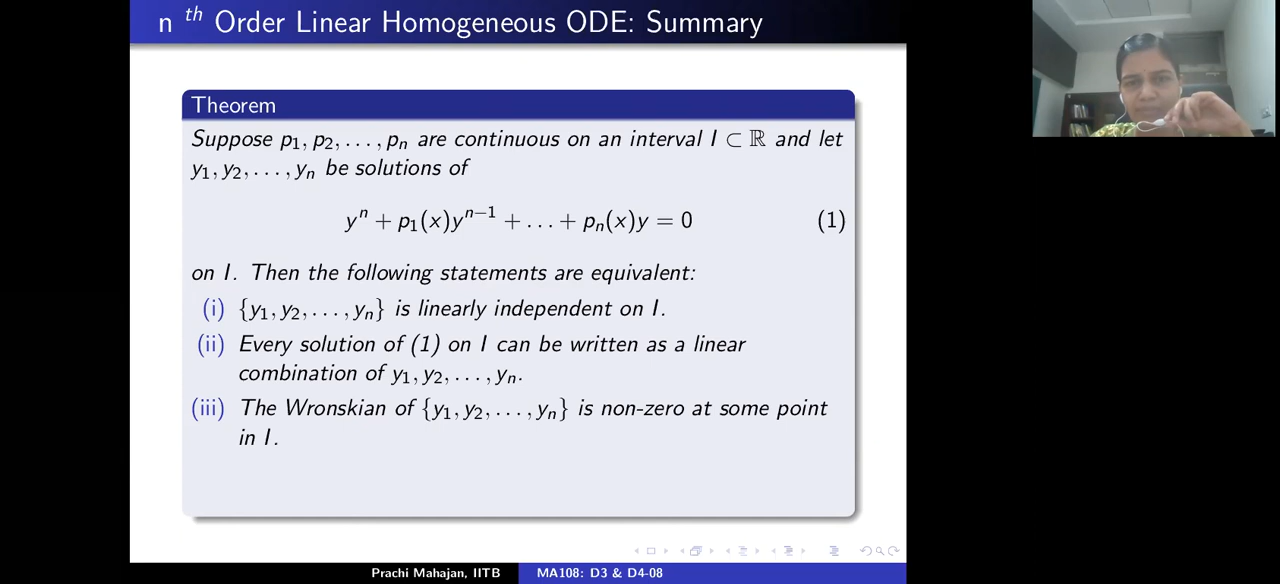 n th Order Linear Homogeneous ODE: Summary
Theorem
Suppose p₁, p₂, . . . , pₙ are continuous on an interval I ⊂ ℝ and let
y₁, y₂, . . . , yₙ be solutions of
yⁿ + p₁(x)yⁿ⁻¹ + . . . + pₙ(x)y = 0 (1)
on I. Then the following statements are equivalent:
(i) {y₁, y₂, . . . , yₙ} is linearly independent on I.
(ii) Every solution of (1) on I can be written as a linear
combination of y₁, y₂, . . . , yₙ.
(iii) The Wronskian of {y₁, y₂, . . . , yₙ} is non-zero at some point
in I.
Prachi Mahajan, IITB MA108: D3 & D4-08